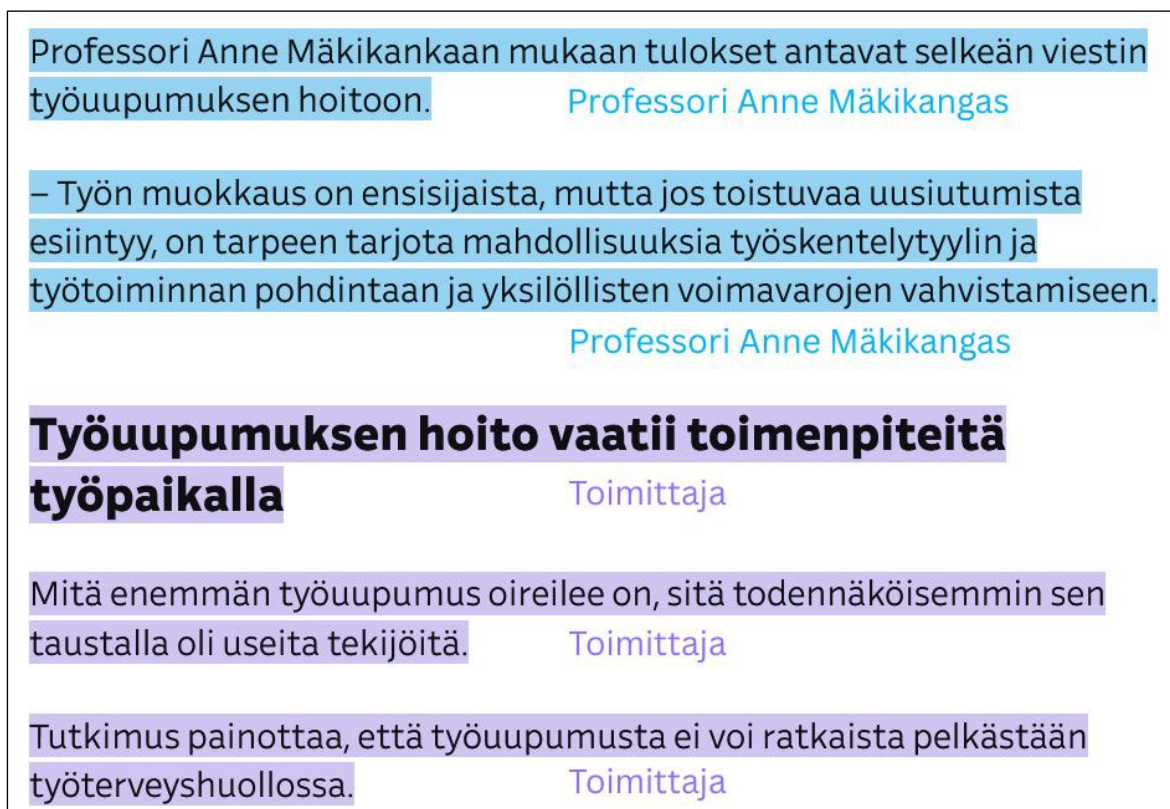 Professori Anne Mäkikankaan mukaan tulokset antavat selkeän viestin
työuupumuksen hoitoon. Professori Anne Mäkikangas
– Työn muokkaus on ensisijaista, mutta jos toistuvaa uusiutumista
esiintyy, on tarpeen tarjota mahdollisuuksia työskentelytyylin ja
työtoiminnan pohdintaan ja yksilöllisten voimavarojen vahvistamiseen.
Professori Anne Mäkikangas
Työuupumuksen hoito vaatii toimenpiteitä
työpaikalla Toimittaja
Mitä enemmän työuupumus oireilee on, sitä todennäköisemmin sen
taustalla oli useita tekijöitä. Toimittaja
Tutkimus painottaa, että työuupumusta ei voi ratkaista pelkästään
työterveyshuollossa. Toimittaja